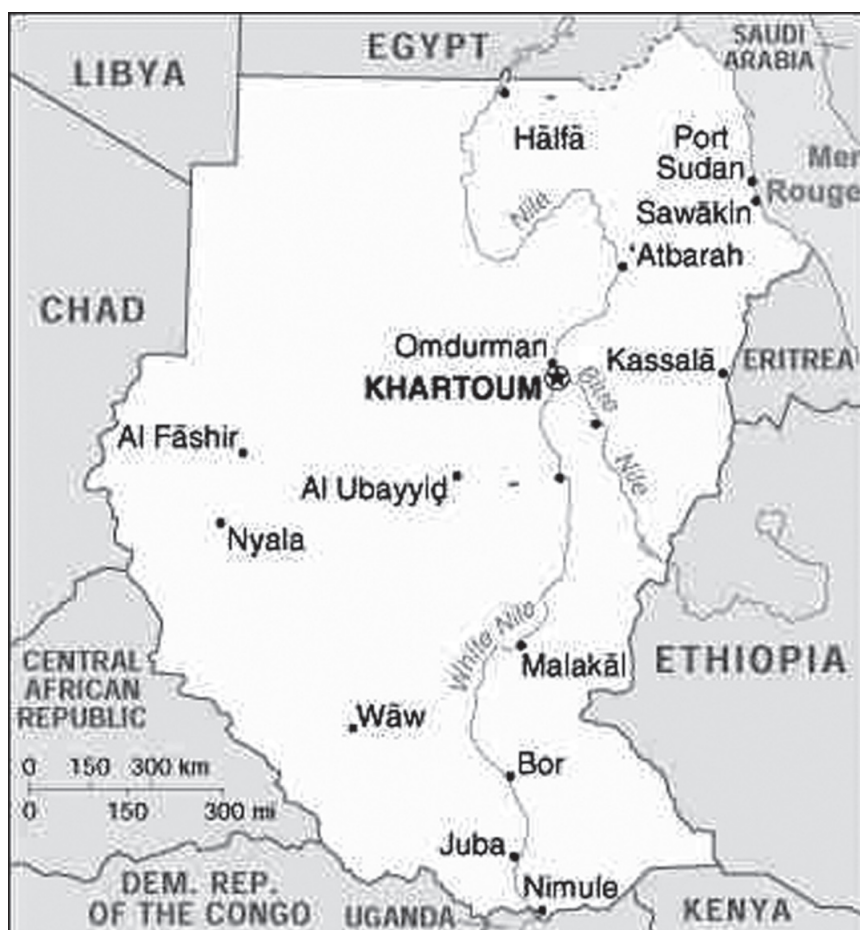 EGYPT
SAUDI
ARABIA
LIBYA
Hālfā
Port
Sudan
Mer
Rouge
Nile
Sawākin
'Atbarah
CHAD
Omdurman
KHARTOUM
Kassalā
ERITREA
Blue
Nile
Al Fāshir
Al Ubayyiḍ
Nyala
White Nile
Malakāl
ETHIOPIA
CENTRAL
AFRICAN
REPUBLIC
Wāw
0 150 300 km
0 150 300 mi
Bor
Juba
Nimule
DEM. REP.
OF THE CONGO
UGANDA
KENYA